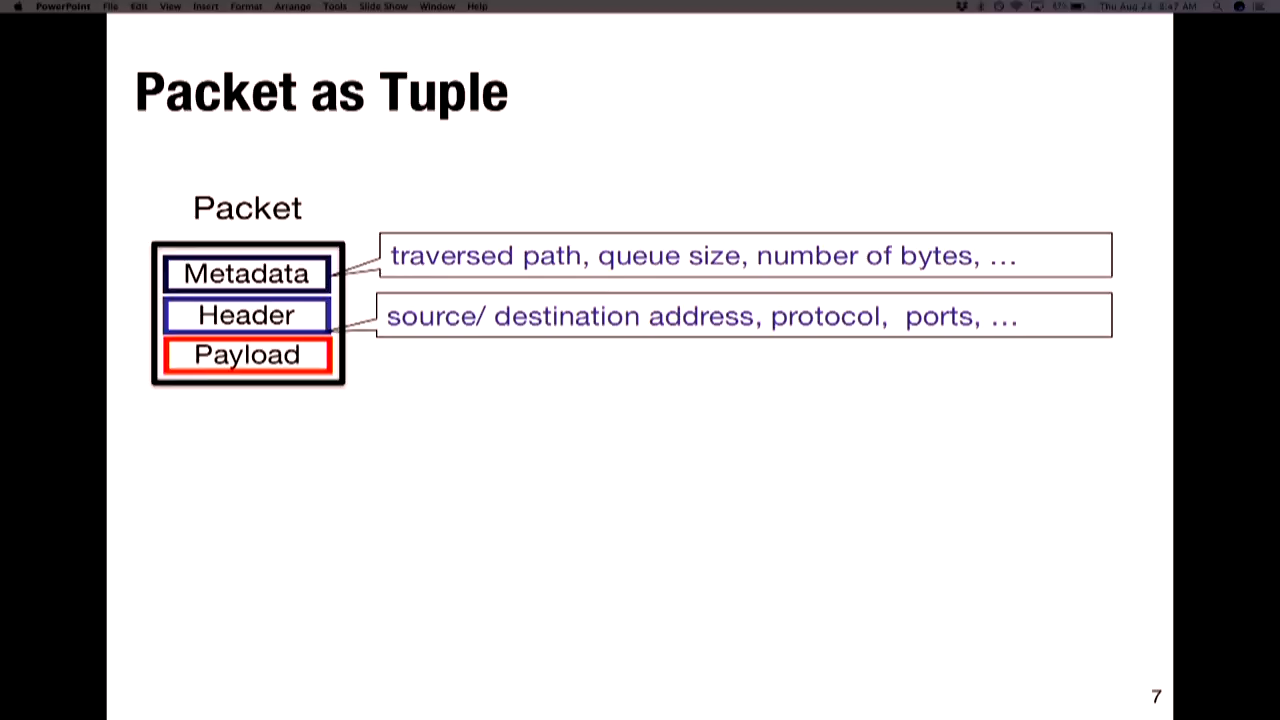 PowerPoint File Edit View Insert Format Arrange Tools Slide Show Window Help
Packet as Tuple
Packet
Metadata
traversed path, queue size, number of bytes, …
Header
source/ destination address, protocol,  ports, …
Payload
7